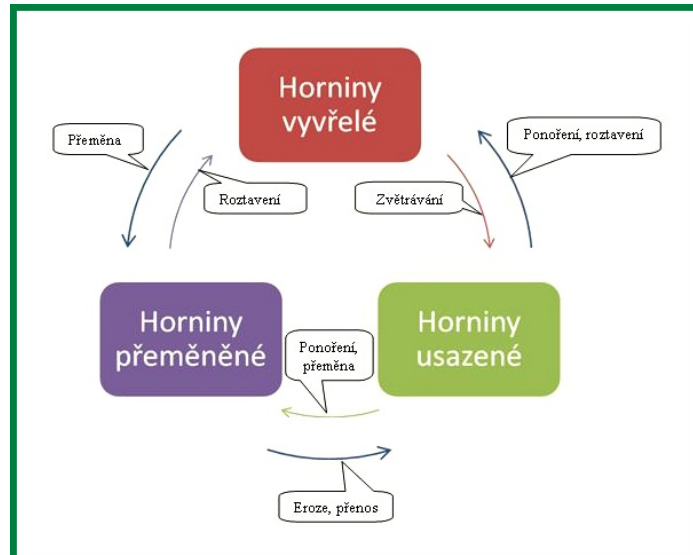 Horniny
vyvřelé
Přeměna
Ponoření, roztavení
Roztavení
Zvětrávání
Horniny
přeměněné
Horniny
usazené
Ponoření,
přeměna
Eroze, přenos